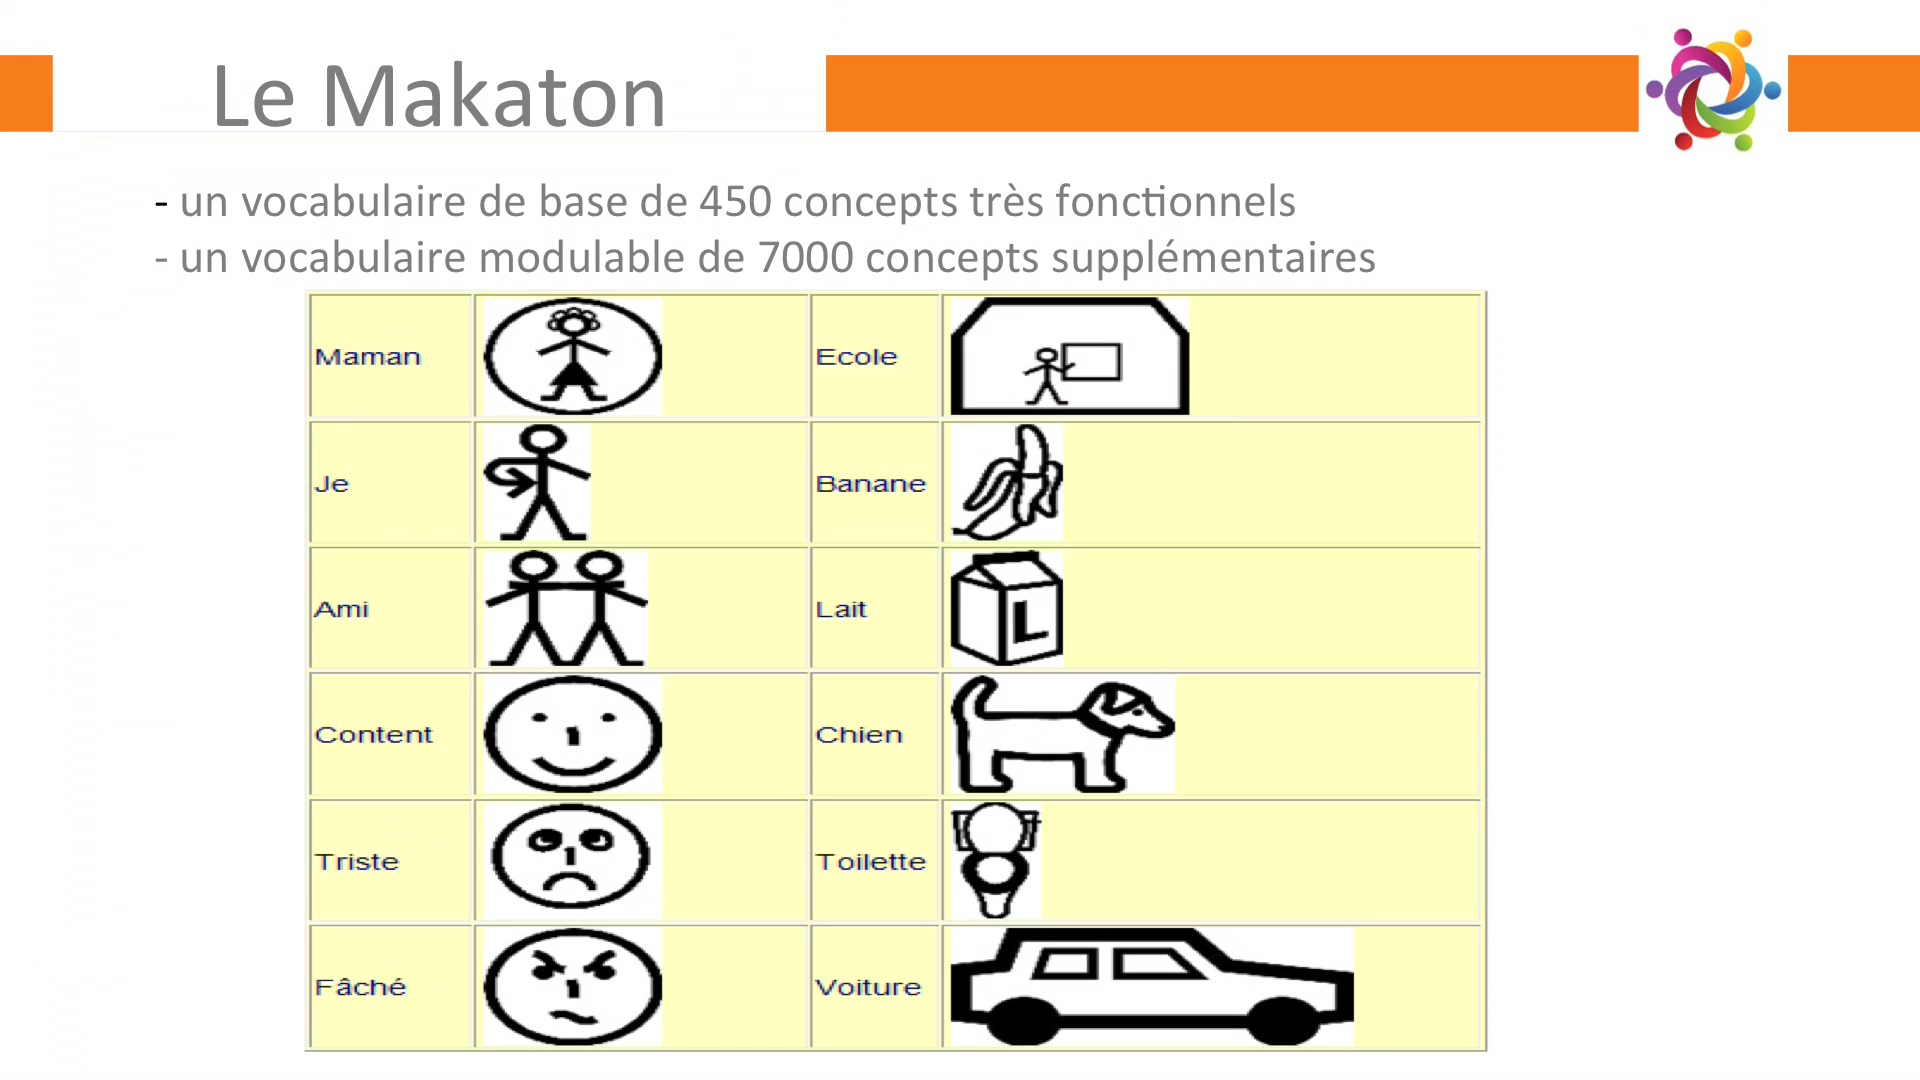 Le Makaton
- un vocabulaire de base de 450 concepts très fonctionnels
- un vocabulaire modulable de 7000 concepts supplémentaires
Maman Ecole
Je Banane
Ami Lait
L
Content Chien
Triste Toilette
Fâché Voiture